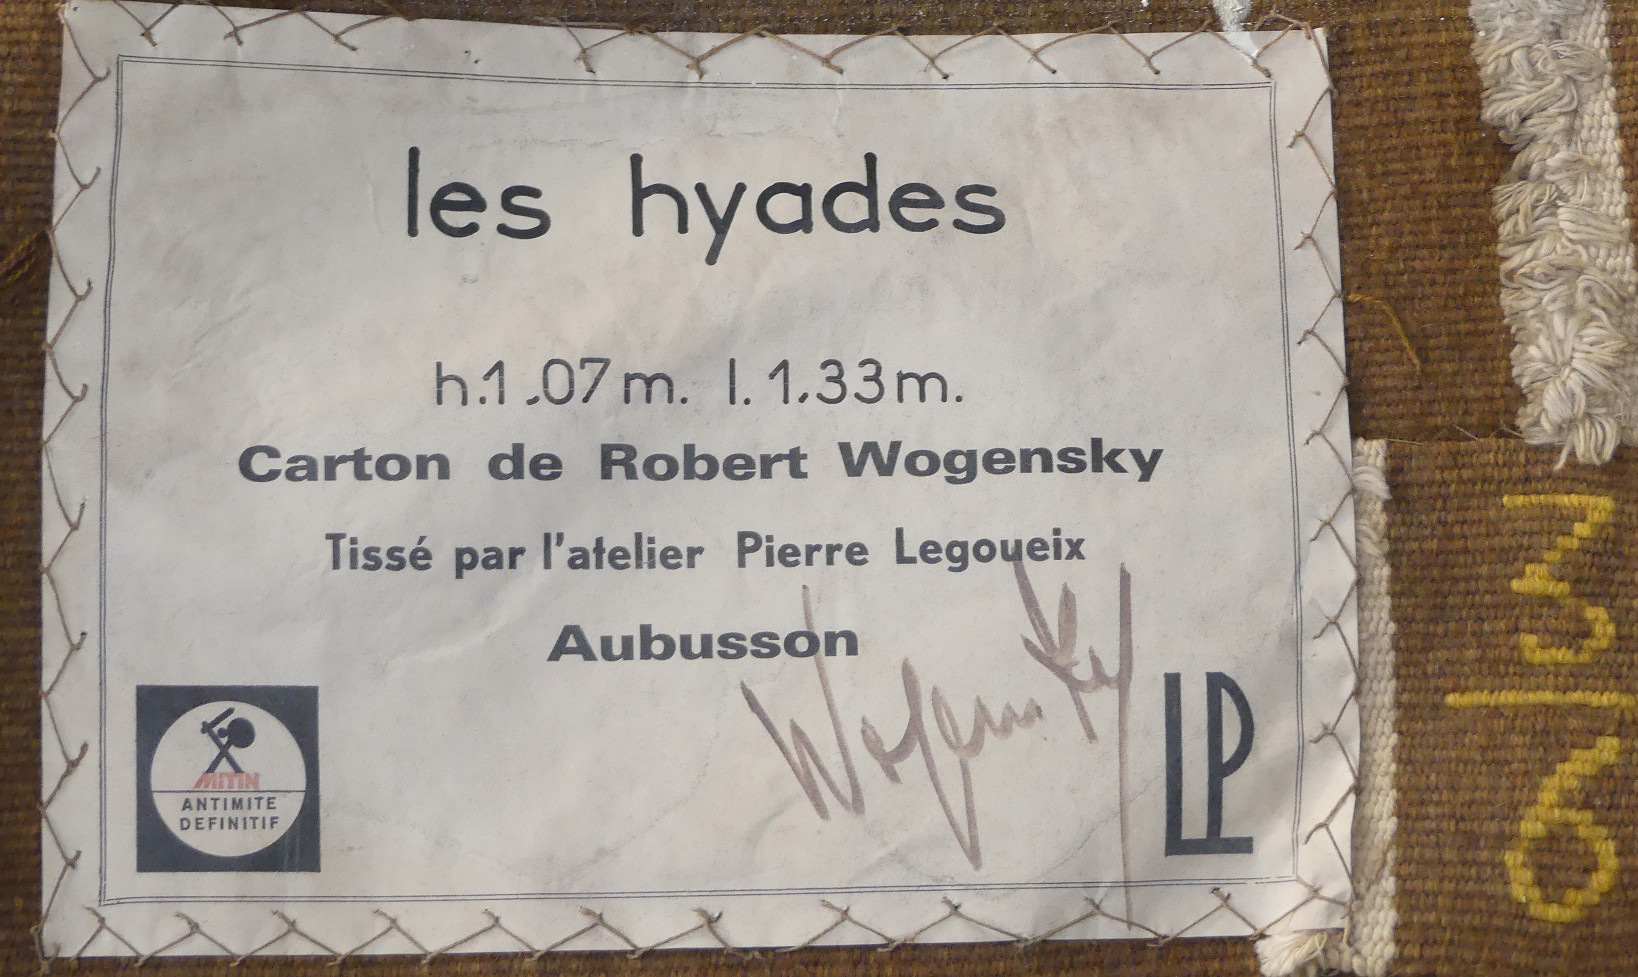 les hyades
h.1.07m. l.1.33m.
Carton de Robert Wogensky
Tissé par l'atelier Pierre Legoueix
Aubusson
Wogensky
MITIN
ANTIMITE
DEFINITIF
LP
3/6